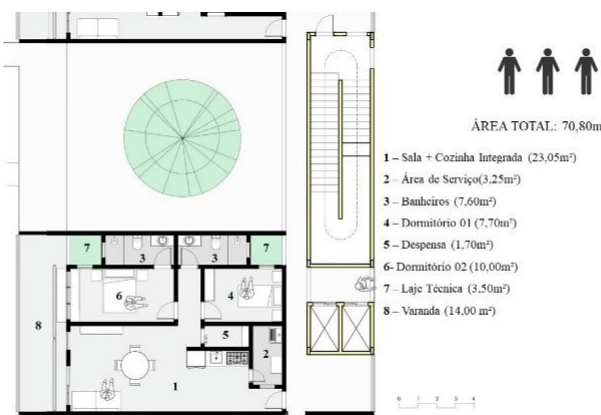 ÁREA TOTAL: 70,80m
1 – Sala + Cozinha Integrada (23,05m²)
2 – Área de Serviço(3,25m²)
3 – Banheiros (7,60m²)
4 – Dormitório 01 (7,70m²)
5 – Despensa (1,70m²)
6- Dormitório 02 (10,00m²)
7 – Laje Técnica (3,50m²)
8 – Varanda (14,00 m²)
7
3
3
7
6
4
8
5
2
1
0 1 2 3 4